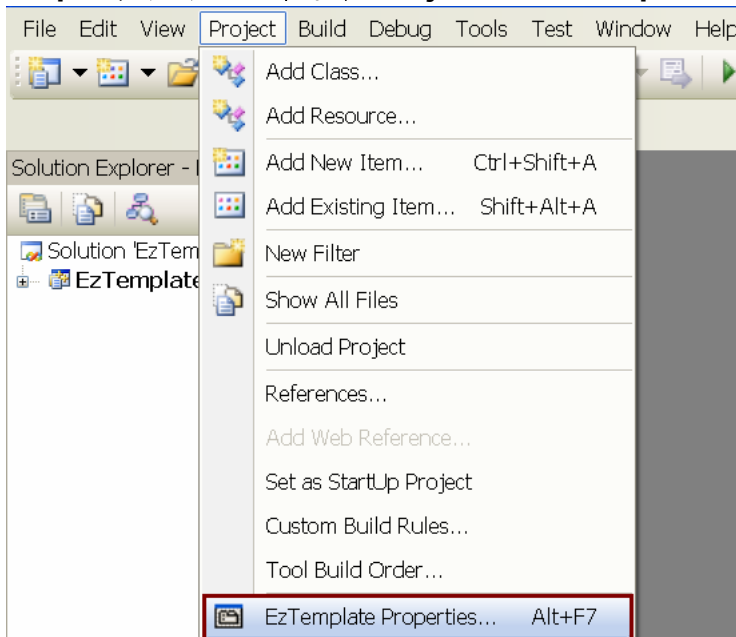 File Edit View Project Build Debug Tools Test Window Help
Add Class...
Add Resource...
Solution Explorer -
Add New Item... Ctrl+Shift+A
Add Existing Item... Shift+Alt+A
Solution 'EzTem
New Filter
EzTemplate
Show All Files
Unload Project
References...
Add Web Reference...
Set as StartUp Project
Custom Build Rules...
Tool Build Order...
EzTemplate Properties... Alt+F7